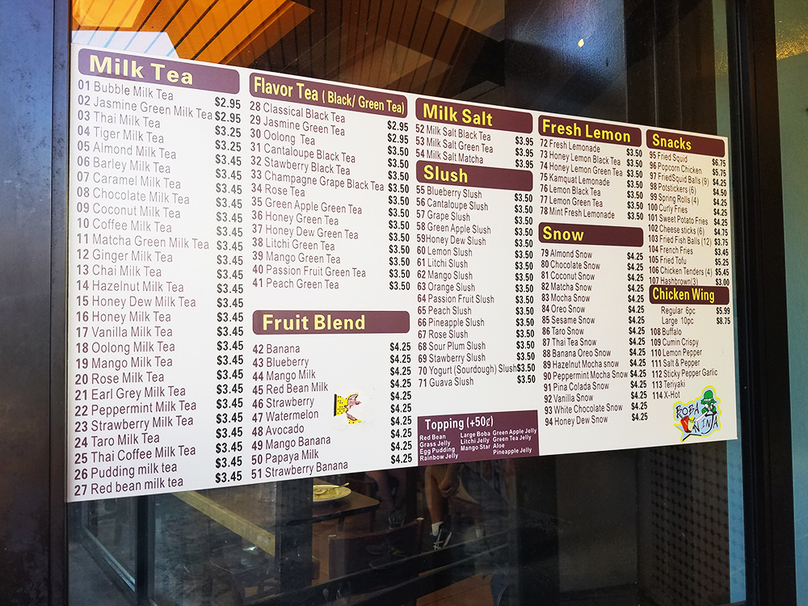 Milk Tea
01 Bubble Milk Tea $2.95
02 Jasmine Green Milk Tea $2.95
03 Thai Milk Tea $3.25
04 Tiger Milk Tea $3.25
05 Almond Milk Tea $3.45
06 Barley Milk Tea $3.45
07 Caramel Milk Tea $3.45
08 Chocolate Milk Tea $3.45
09 Coconut Milk Tea $3.45
10 Coffee Milk Tea $3.45
11 Matcha Green Milk Tea $3.45
12 Ginger Milk Tea $3.45
13 Chai Milk Tea $3.45
14 Hazelnut Milk Tea $3.45
15 Honey Dew Milk Tea $3.45
16 Honey Milk Tea $3.45
17 Vanilla Milk Tea $3.45
18 Oolong Milk Tea $3.45
19 Mango Milk Tea $3.45
20 Rose Milk Tea $3.45
21 Earl Grey Milk Tea $3.45
22 Peppermint Milk Tea $3.45
23 Strawberry Milk Tea $3.45
24 Taro Milk Tea $3.45
25 Thai Coffee Milk Tea $3.45
26 Pudding milk tea $3.45
27 Red bean milk tea $3.45
Flavor Tea ( Black/ Green Tea)
28 Classical Black Tea $2.95
29 Jasmine Green Tea $2.95
30 Oolong Tea $3.50
31 Cantaloupe Black Tea $3.50
32 Stawberry Black Tea $3.50
33 Champagne Grape Black Tea $3.50
34 Rose Tea $3.50
35 Green Apple Green Tea $3.50
36 Honey Green Tea $3.50
37 Honey Dew Green Tea $3.50
38 Litchi Green Tea $3.50
39 Mango Green Tea $3.50
40 Passion Fruit Green Tea $3.50
41 Peach Green Tea $3.50
Fruit Blend
42 Banana $4.25
43 Blueberry $4.25
44 Mango Milk $4.25
45 Red Bean Milk $4.25
46 Strawberry $4.25
47 Watermelon $4.25
48 Avocado $4.25
49 Mango Banana $4.25
50 Papaya Milk $4.25
51 Strawberry Banana $4.25
Milk Salt
52 Milk Salt Black Tea $3.95
53 Milk Salt Green Tea $3.95
54 Milk Salt Matcha $3.95
Slush
55 Blueberry Slush $3.50
56 Cantaloupe Slush $3.50
57 Grape Slush $3.50
58 Green Apple Slush $3.50
59 Honey Dew Slush $3.50
60 Lemon Slush $3.50
61 Litchi Slush $3.50
62 Mango Slush $3.50
63 Orange Slush $3.50
64 Passion Fruit Slush $3.50
65 Peach Slush $3.50
66 Pineapple Slush $3.50
67 Rose Slush $3.50
68 Sour Plum Slush $3.50
69 Stawberry Slush $3.50
70 Yogurt (Sourdough) Slush $3.50
71 Guava Slush $3.50
Topping (+50¢)
Red Bean Large Boba Green Apple Jelly
Grass Jelly Litchi Jelly Green Tea Jelly
Egg Pudding Mango Star Aloe
Rainbow Jelly Pineapple Jelly
Fresh Lemon
72 Fresh Lemonade $3.50
73 Honey Lemon Black Tea $3.50
74 Honey Lemon Green Tea $3.50
75 Kamquat Lemonade $3.50
76 Lemon Black Tea $3.50
77 Lemon Green Tea $3.50
78 Mint Fresh Lemonade $3.50
Snow
79 Almond Snow $4.25
80 Chocolate Snow $4.25
81 Coconut Snow $4.25
82 Matcha Snow $4.25
83 Mocha Snow $4.25
84 Oreo Snow $4.25
85 Sesame Snow $4.25
86 Taro Snow $4.25
87 Thai Tea Snow $4.25
88 Banana Oreo Snow $4.25
89 Hazelnut Mocha snow $4.25
90 Peppermint Mocha Snow $4.25
91 Pina Colada Snow $4.25
92 Vanilla Snow $4.25
93 White Chocolate Snow $4.25
94 Honey Dew Snow $4.25
Snacks
95 Fried Squid $6.75
96 Popcorn Chicken $5.75
97 FriedSquid Balls (9) $4.25
98 Potstickers (6) $4.50
99 Spring Rolls (4) $4.50
100 Curly Fries $4.25
101 Sweet Potato Fries $4.25
102 Cheese sticks (6) $4.50
103 Fried Fish Balls (12) $3.75
104 French Fries $3.45
105 Fried Tofu $5.25
106 Chicken Tenders (4) $5.45
107 Hashbrown(3) $3.00
Chicken Wing
Regular 6pc $5.99
Large 10pc $8.75
108 Buffalo
109 Cumin Crispy
110 Lemon Pepper
111 Salt & Pepper
112 Sticky Pepper Garlic
113 Teriyaki
114 X-Hot
BOBA NINJA